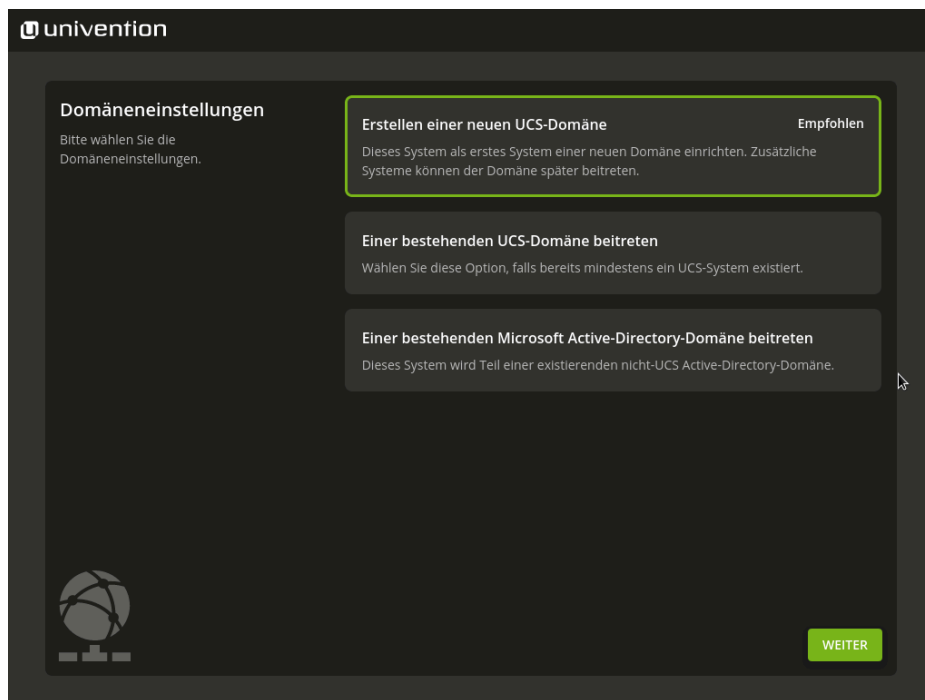 univention
Domäneneinstellungen
Bitte wählen Sie die
Domäneneinstellungen.
Erstellen einer neuen UCS-Domäne
Empfohlen
Dieses System als erstes System einer neuen Domäne einrichten. Zusätzliche
Systeme können der Domäne später beitreten.
Einer bestehenden UCS-Domäne beitreten
Wählen Sie diese Option, falls bereits mindestens ein UCS-System existiert.
Einer bestehenden Microsoft Active-Directory-Domäne beitreten
Dieses System wird Teil einer existierenden nicht-UCS Active-Directory-Domäne.
WEITER